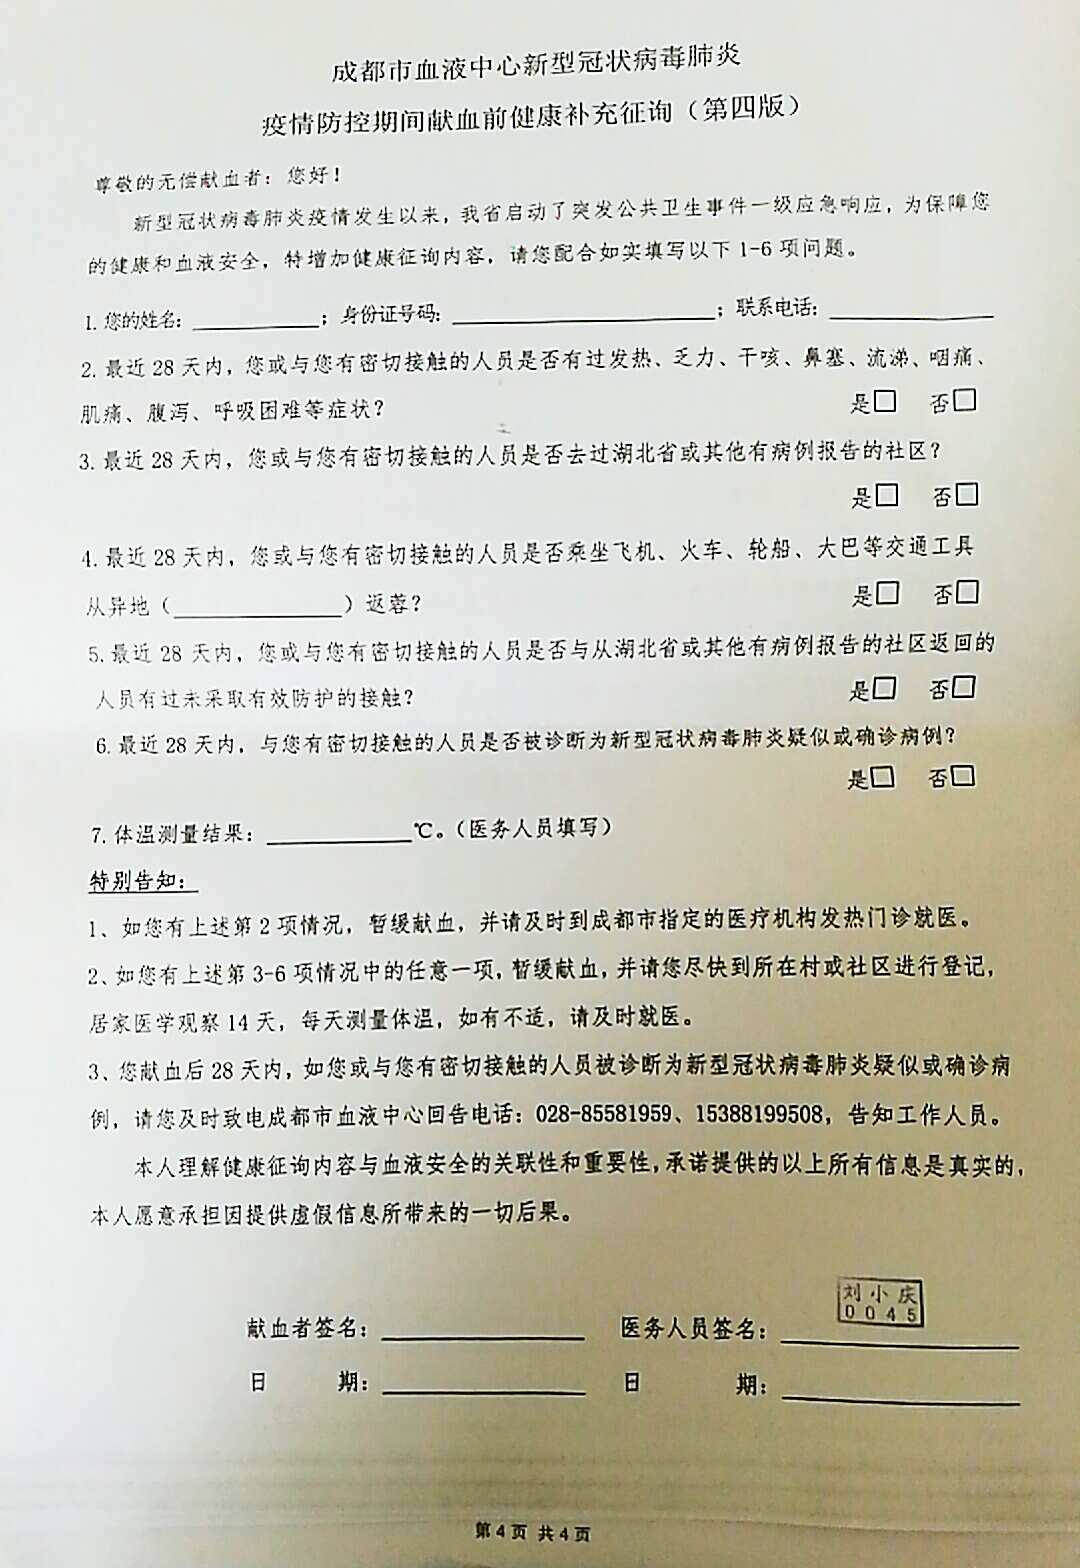 成都市血液中心新型冠状病毒肺炎
疫情防控期间献血前健康补充征询（第四版）
尊敬的无偿献血者：您好！
新型冠状病毒肺炎疫情发生以来，我省启动了突发公共卫生事件一级应急响应，为保障您
的健康和血液安全，特增加健康征询内容，请您配合如实填写以下 1-6 项问题。
1. 您的姓名：__________；身份证号码：____________________；联系电话：____________
2. 最近 28 天内，您或与您有密切接触的人员是否有过发热、乏力、干咳、鼻塞、流涕、咽痛、
肌痛、腹泻、呼吸困难等症状？ 是□ 否□
3. 最近 28 天内，您或与您有密切接触的人员是否去过湖北省或其他有病例报告的社区？
是□ 否□
4. 最近 28 天内，您或与您有密切接触的人员是否乘坐飞机、火车、轮船、大巴等交通工具
从异地（____________）返蓉？ 是□ 否□
5. 最近 28 天内，您或与您有密切接触的人员是否与从湖北省或其他有病例报告的社区返回的
人员有过未采取有效防护的接触？ 是□ 否□
6. 最近 28 天内，与您有密切接触的人员是否被诊断为新型冠状病毒肺炎疑似或确诊病例？
是□ 否□
7. 体温测量结果：__________℃。（医务人员填写）
特别告知：
1、如您有上述第 2 项情况，暂缓献血，并请及时到成都市指定的医疗机构发热门诊就医。
2、如您有上述第 3-6 项情况中的任意一项，暂缓献血，并请您尽快到所在村或社区进行登记，
居家医学观察 14 天，每天测量体温，如有不适，请及时就医。
3、您献血后 28 天内，如您或与您有密切接触的人员被诊断为新型冠状病毒肺炎疑似或确诊病
例，请您及时致电成都市血液中心回告电话：028-85581959、15388199508，告知工作人员。
本人理解健康征询内容与血液安全的关联性和重要性，承诺提供的以上所有信息是真实的，
本人愿意承担因提供虚假信息所带来的一切后果。
刘小庆
0045
献血者签名：______________ 医务人员签名：________________
日 期：______________ 日 期：________________
第 4 页 共 4 页